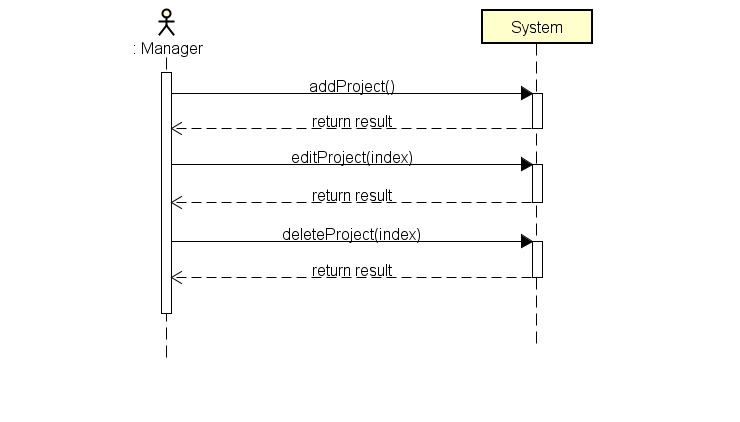 System
: Manager
addProject()
return result
editProject(index)
return result
deleteProject(index)
return result